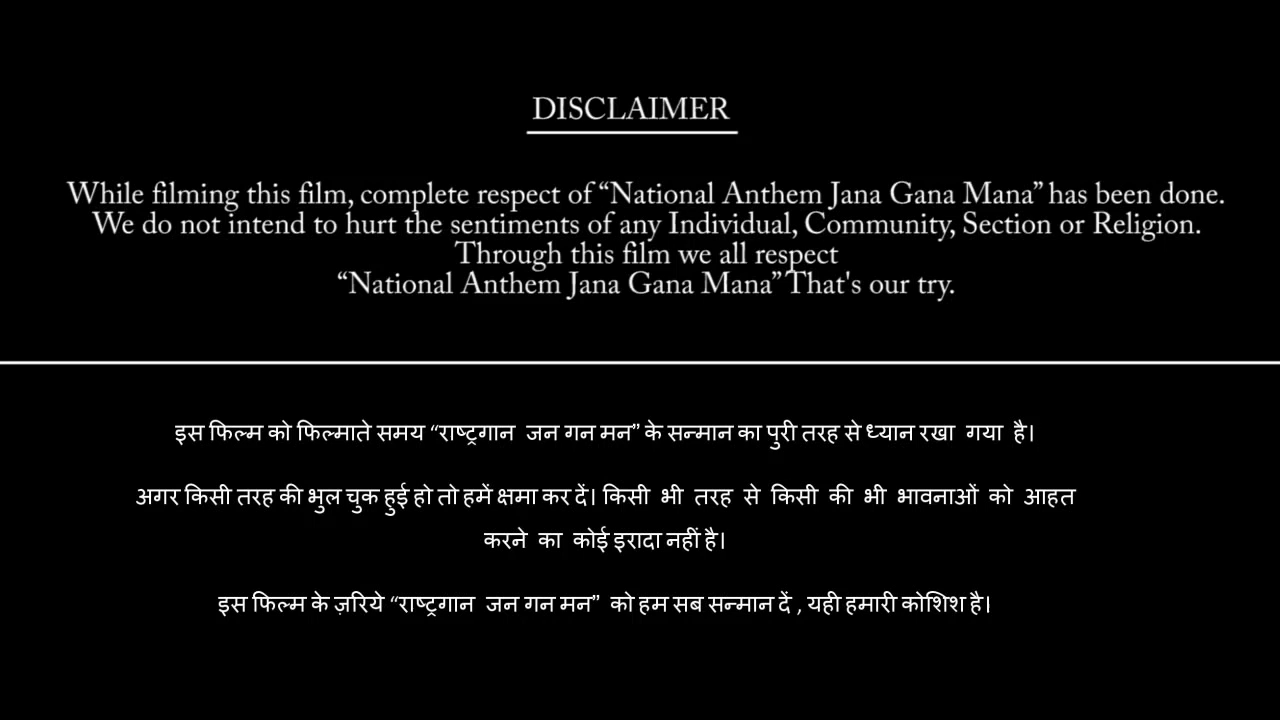 DISCLAIMER
While filming this film, complete respect of “National Anthem Jana Gana Mana” has been done.
We do not intend to hurt the sentiments of any Individual, Community, Section or Religion.
Through this film we all respect
“National Anthem Jana Gana Mana” That's our try.
इस फिल्म को फिल्माते समय “राष्ट्रगान जन गन मन” के सन्मान का पुरी तरह से ध्यान रखा गया है।
अगर किसी तरह की भुल चुक हुई हो तो हमें क्षमा कर दें। किसी भी तरह से किसी की भी भावनाओं को आहत
करने का कोई इरादा नहीं है।
इस फिल्म के ज़रिये “राष्ट्रगान जन गन मन” को हम सब सन्मान दें , यही हमारी कोशिश है।